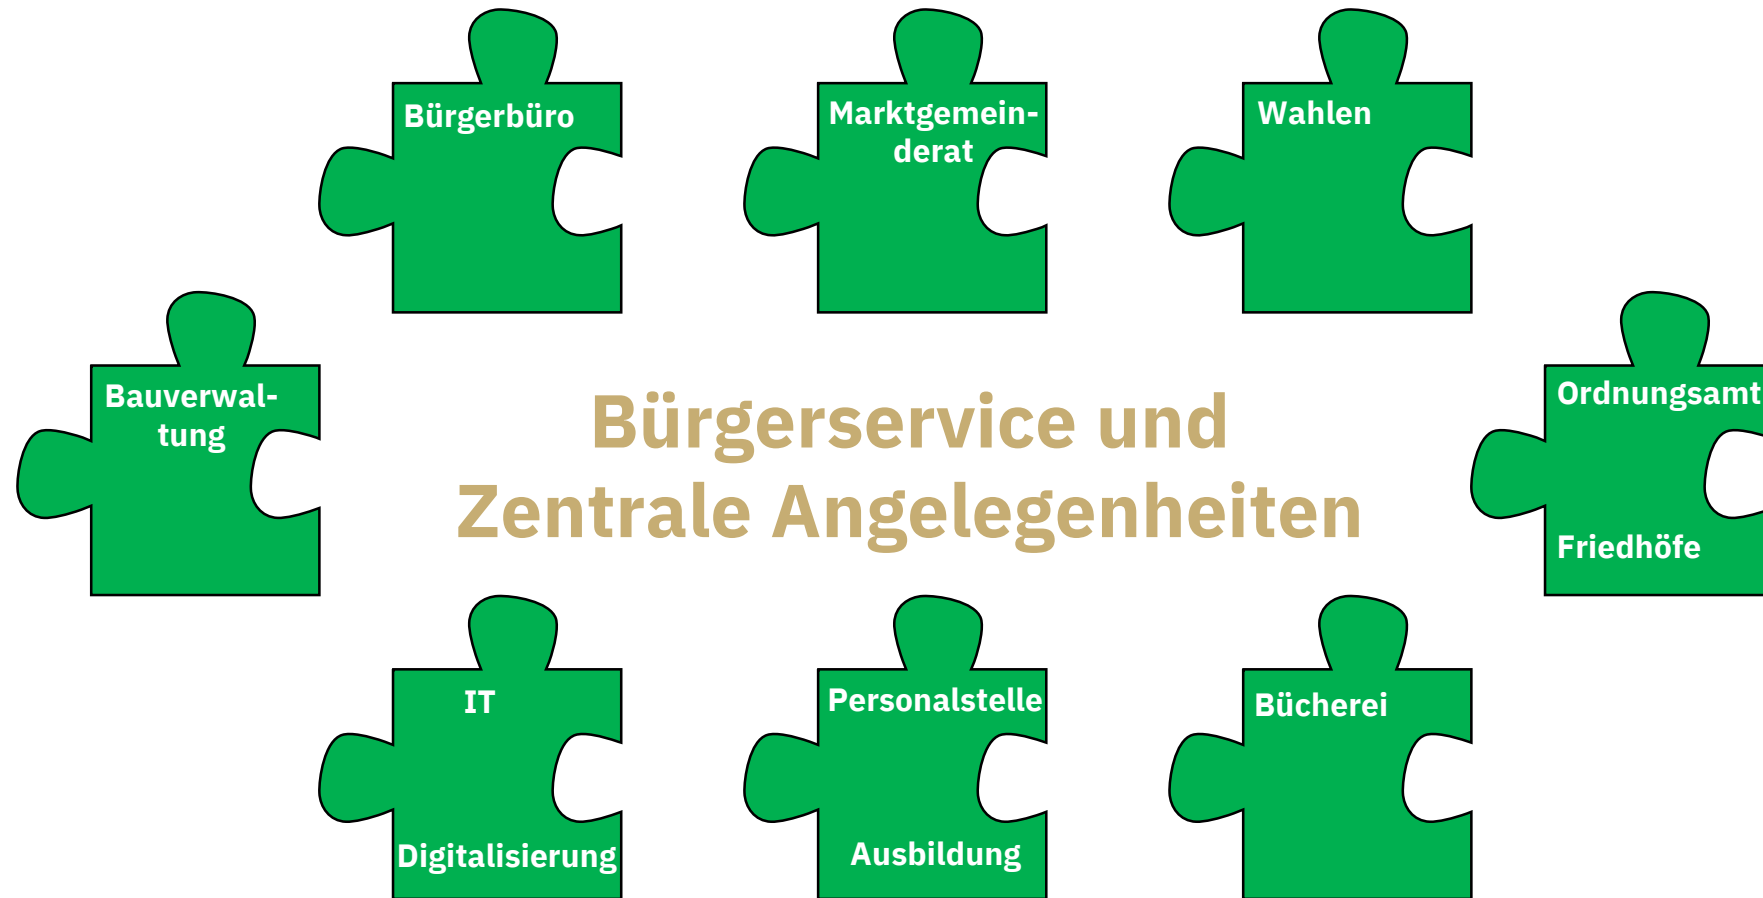 Bürgerbüro
Marktgemein-
derat
Wahlen
Bauverwal-
tung
Bürgerservice und
Zentrale Angelegenheiten
Ordnungsamt
Friedhöfe
IT
Digitalisierung
Personalstelle
Ausbildung
Bücherei